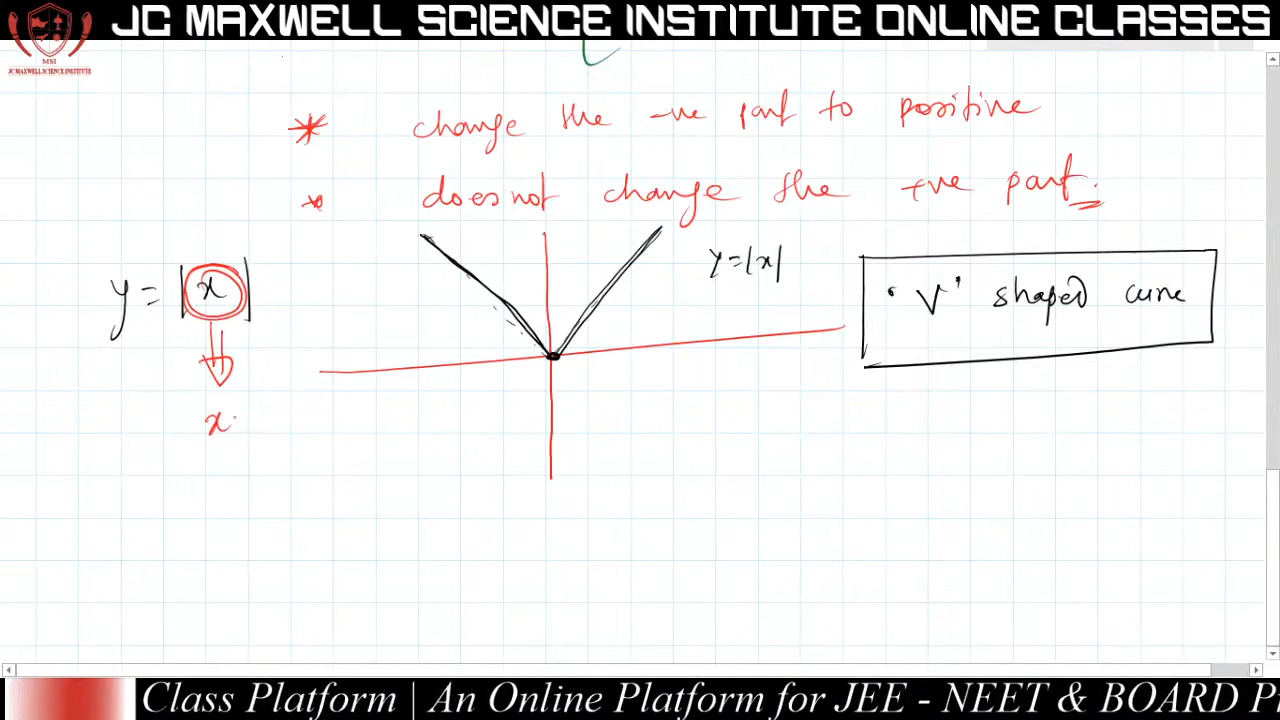 JC MAXWELL SCIENCE INSTITUTE ONLINE CLASSES
MSI
JC MAXWELL SCIENCE INSTITUTE
* change the -ve part to positive
* does not change the +ve part.
y = |x|
y=|x|
'V' shaped curve
x
Class Platform | An Online Platform for JEE - NEET & BOARD P